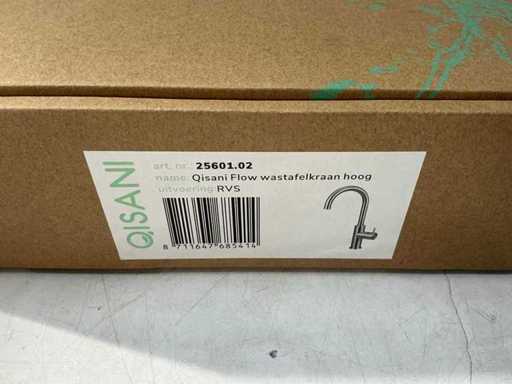 QISANI
art. nr.: 25601.02
name: Qisani Flow wastafelkraan hoog
uitvoering: RVS
8 711647 685414